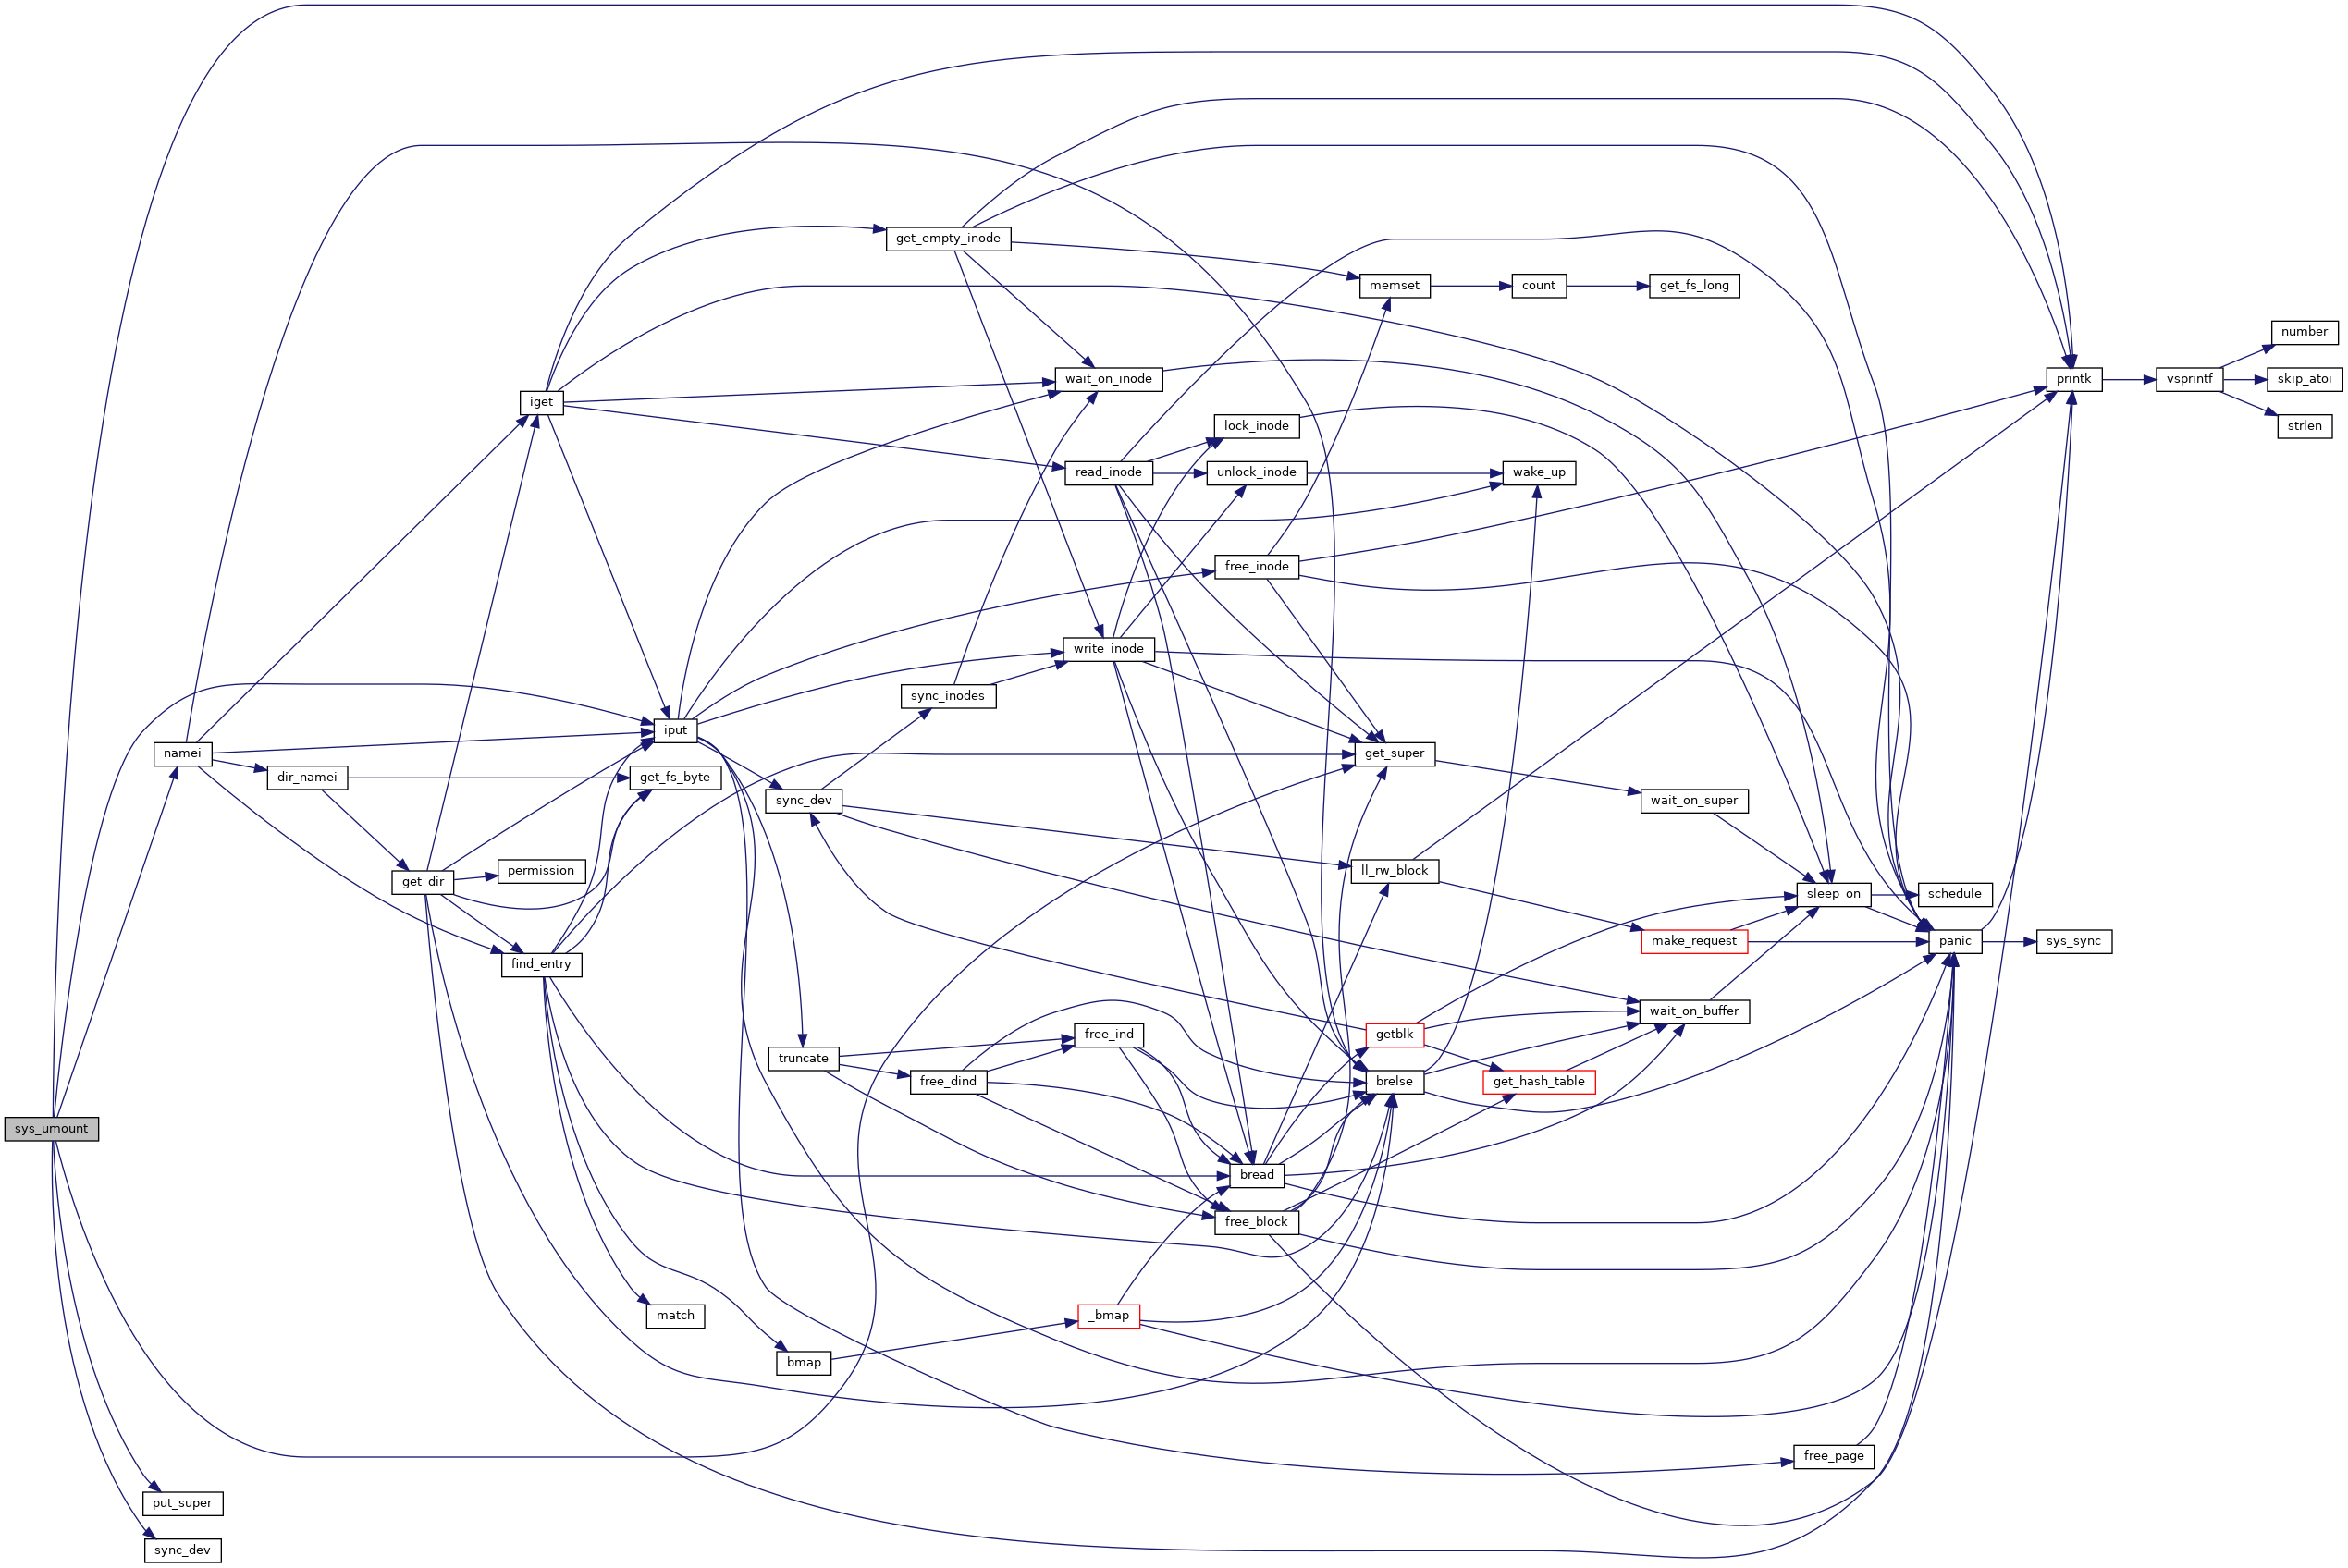 get_empty_inode
memset
count
get_fs_long
number
wait_on_inode
printk
vsprintf
skip_atoi
iget
lock_inode
strlen
read_inode
unlock_inode
wake_up
free_inode
write_inode
sync_inodes
iput
namei
get_super
dir_namei
get_fs_byte
sync_dev
wait_on_super
permission
ll_rw_block
get_dir
sleep_on
schedule
make_request
panic
sys_sync
find_entry
wait_on_buffer
free_ind
getblk
truncate
free_dind
brelse
get_hash_table
sys_umount
bread
free_block
match
_bmap
bmap
free_page
put_super
sync_dev